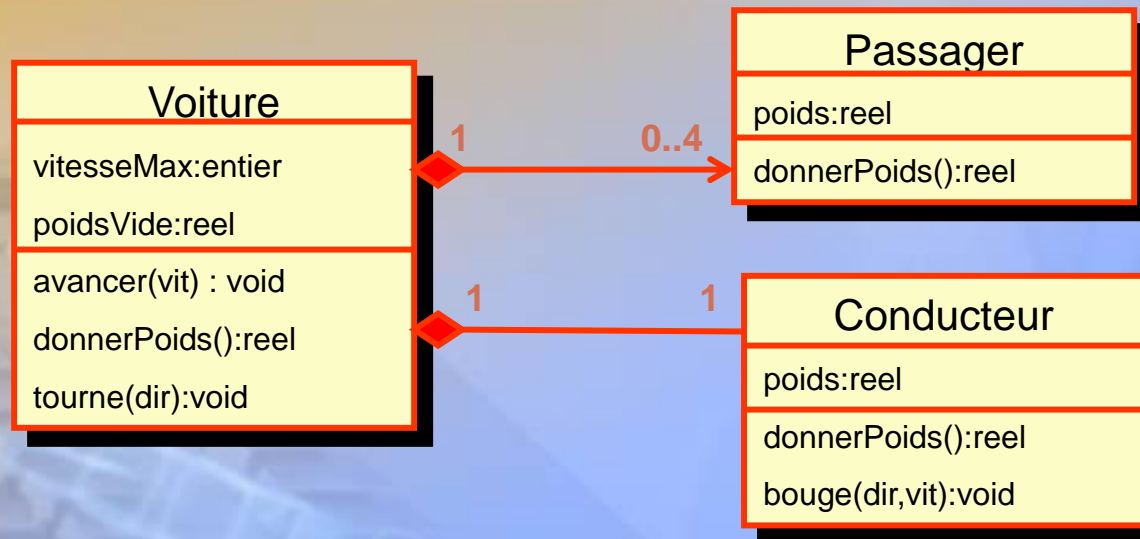 Voiture
vitesseMax:entier
poidsVide:reel
avancer(vit) : void
donnerPoids():reel
tourne(dir):void
1
0..4
Passager
poids:reel
donnerPoids():reel
1
1
Conducteur
poids:reel
donnerPoids():reel
bouge(dir,vit):void